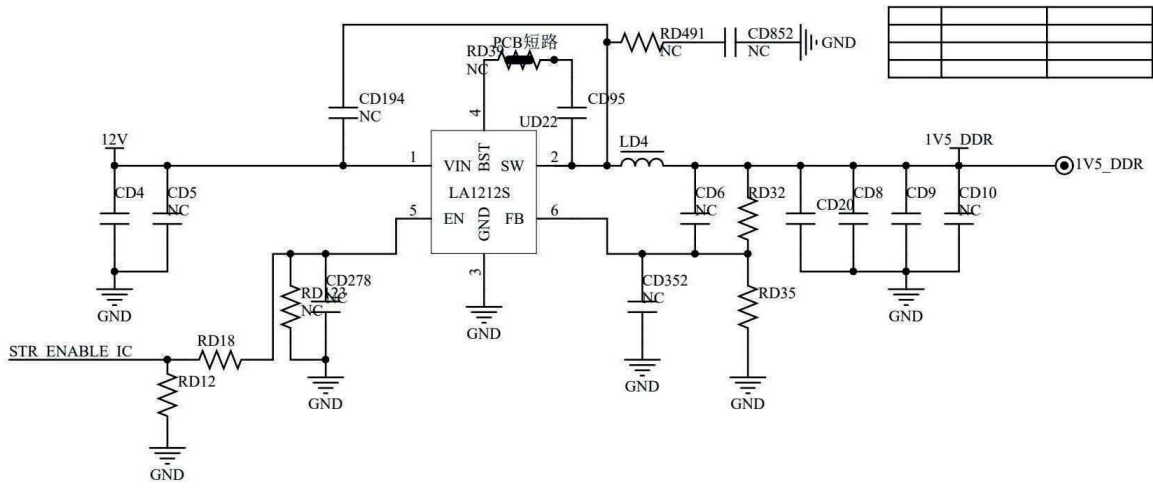 RD491
NC
CD852
NC
GND
PCB短路
RD39
NC
CD194
NC
4
CD95
UD22
12V
1
VIN
BST
SW
2
LD4
1V5_DDR
1V5_DDR
CD4
CD5
NC
LA1212S
5
EN
GND
FB
6
CD6
NC
RD32
CD20
CD8
CD9
CD10
NC
3
GND
CD278
NC
RD123
NC
GND
CD352
NC
RD35
GND
STR_ENABLE_IC
RD18
RD12
GND
GND
GND
GND